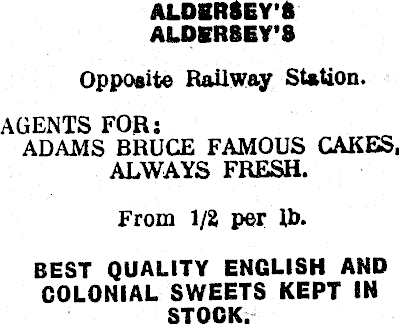 ALDERSEY'S
ALDERSEY'S
Opposite Railway Station.
AGENTS FOR:
ADAMS BRUCE FAMOUS CAKES,
ALWAYS FRESH.
From 1/2 per lb.
BEST QUALITY ENGLISH AND
COLONIAL SWEETS KEPT IN
STOCK.